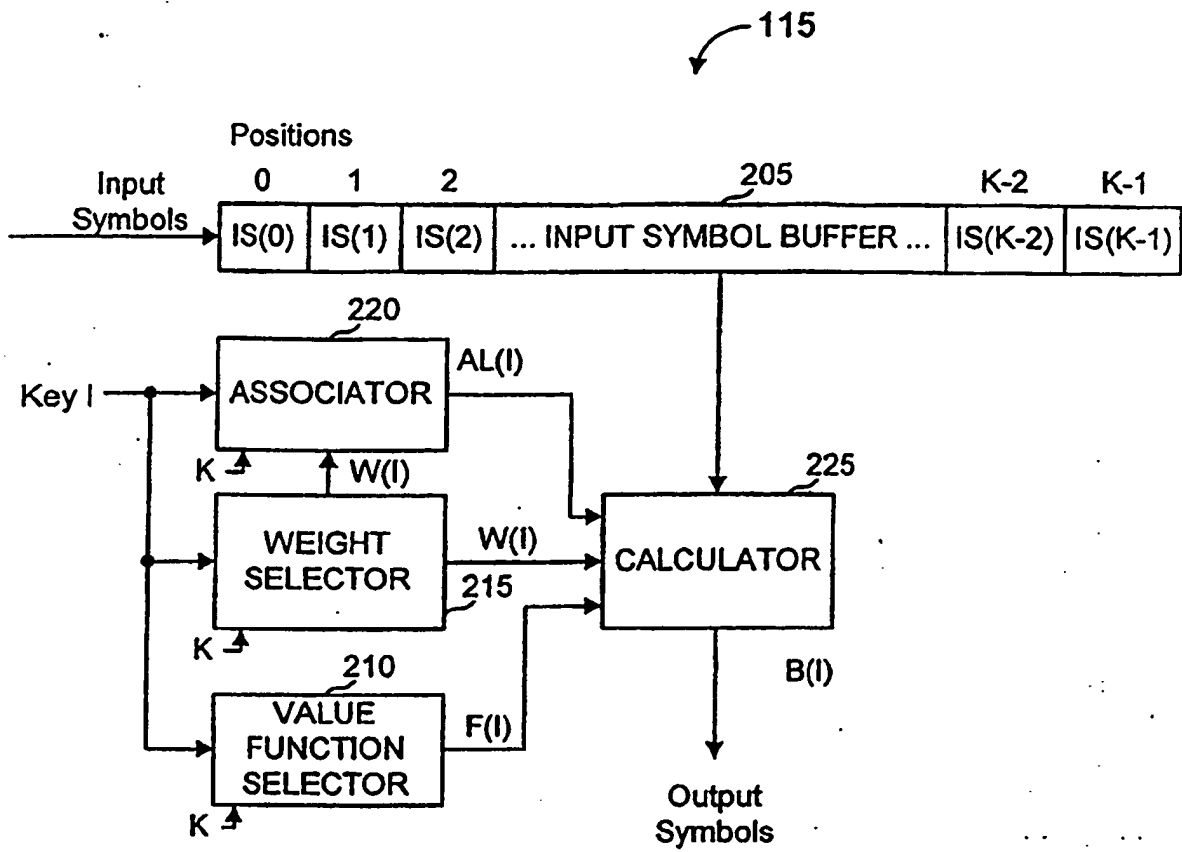 115
Positions
0 1 2 205 K-2 K-1
Input
Symbols
IS(0) IS(1) IS(2) ... INPUT SYMBOL BUFFER ... IS(K-2) IS(K-1)
220
AL(I)
Key I
ASSOCIATOR
K
W(I)
225
WEIGHT
SELECTOR
W(I)
215
CALCULATOR
K
210
B(I)
VALUE
FUNCTION
SELECTOR
F(I)
K
Output
Symbols